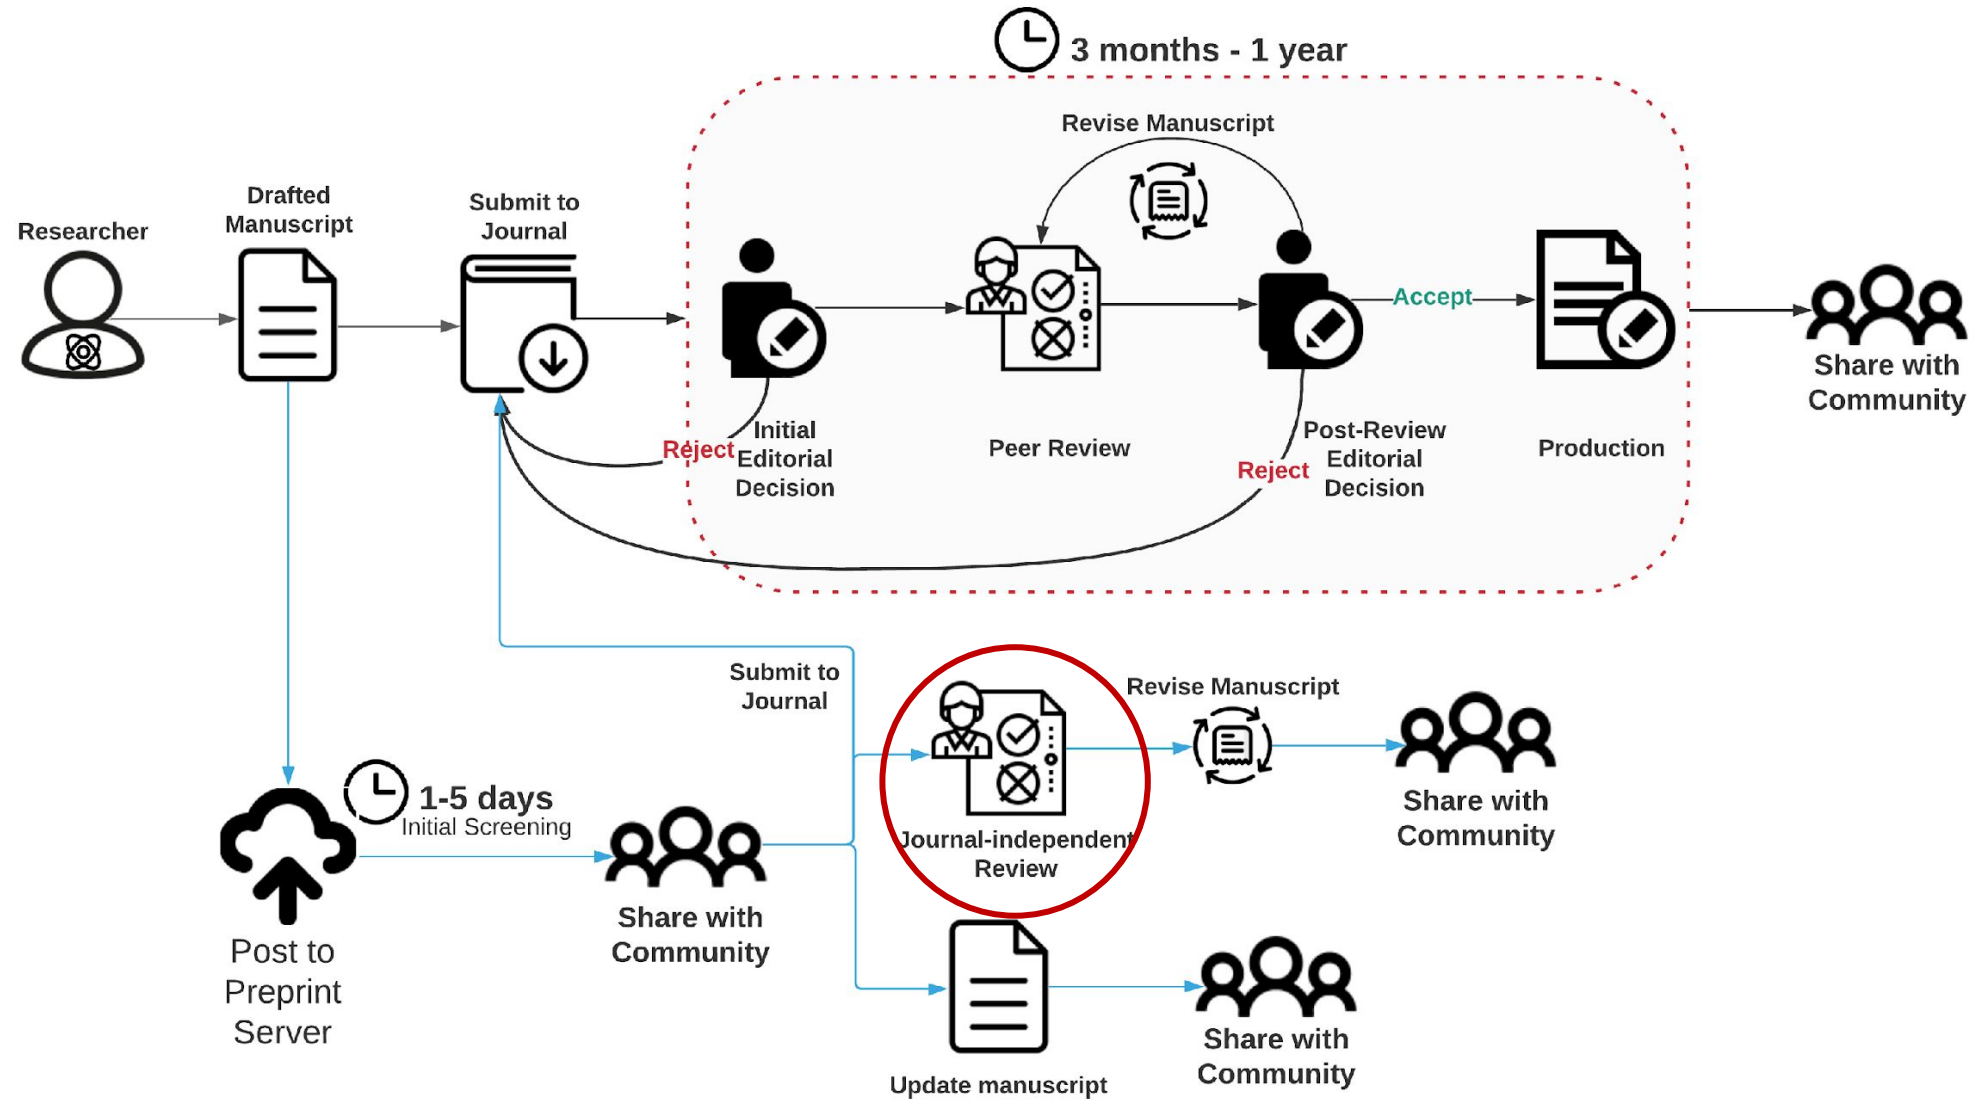 3 months - 1 year
Revise Manuscript
Researcher
Drafted
Manuscript
Submit to
Journal
Accept
Share with
Community
Reject
Initial
Editorial
Decision
Peer Review
Reject
Post-Review
Editorial
Decision
Production
Submit to
Journal
Revise Manuscript
Journal-independent
Review
Share with
Community
1-5 days
Initial Screening
Share with
Community
Post to
Preprint
Server
Update manuscript
Share with
Community